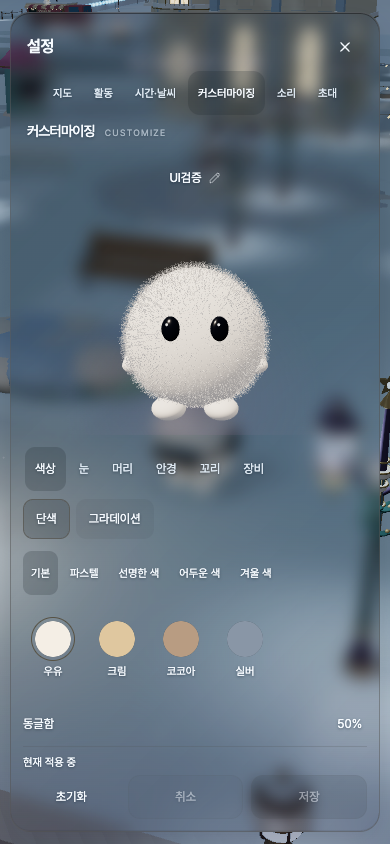 설정
지도 활동 시간·날씨 커스터마이징 소리 초대
커스터마이징 CUSTOMIZE
UI검증
색상 눈 머리 안경 꼬리 장비
단색 그라데이션
기본 파스텔 선명한 색 어두운 색 겨울 색
우유 크림 코코아 실버
동글함 50%
현재 적용 중
초기화 취소 저장